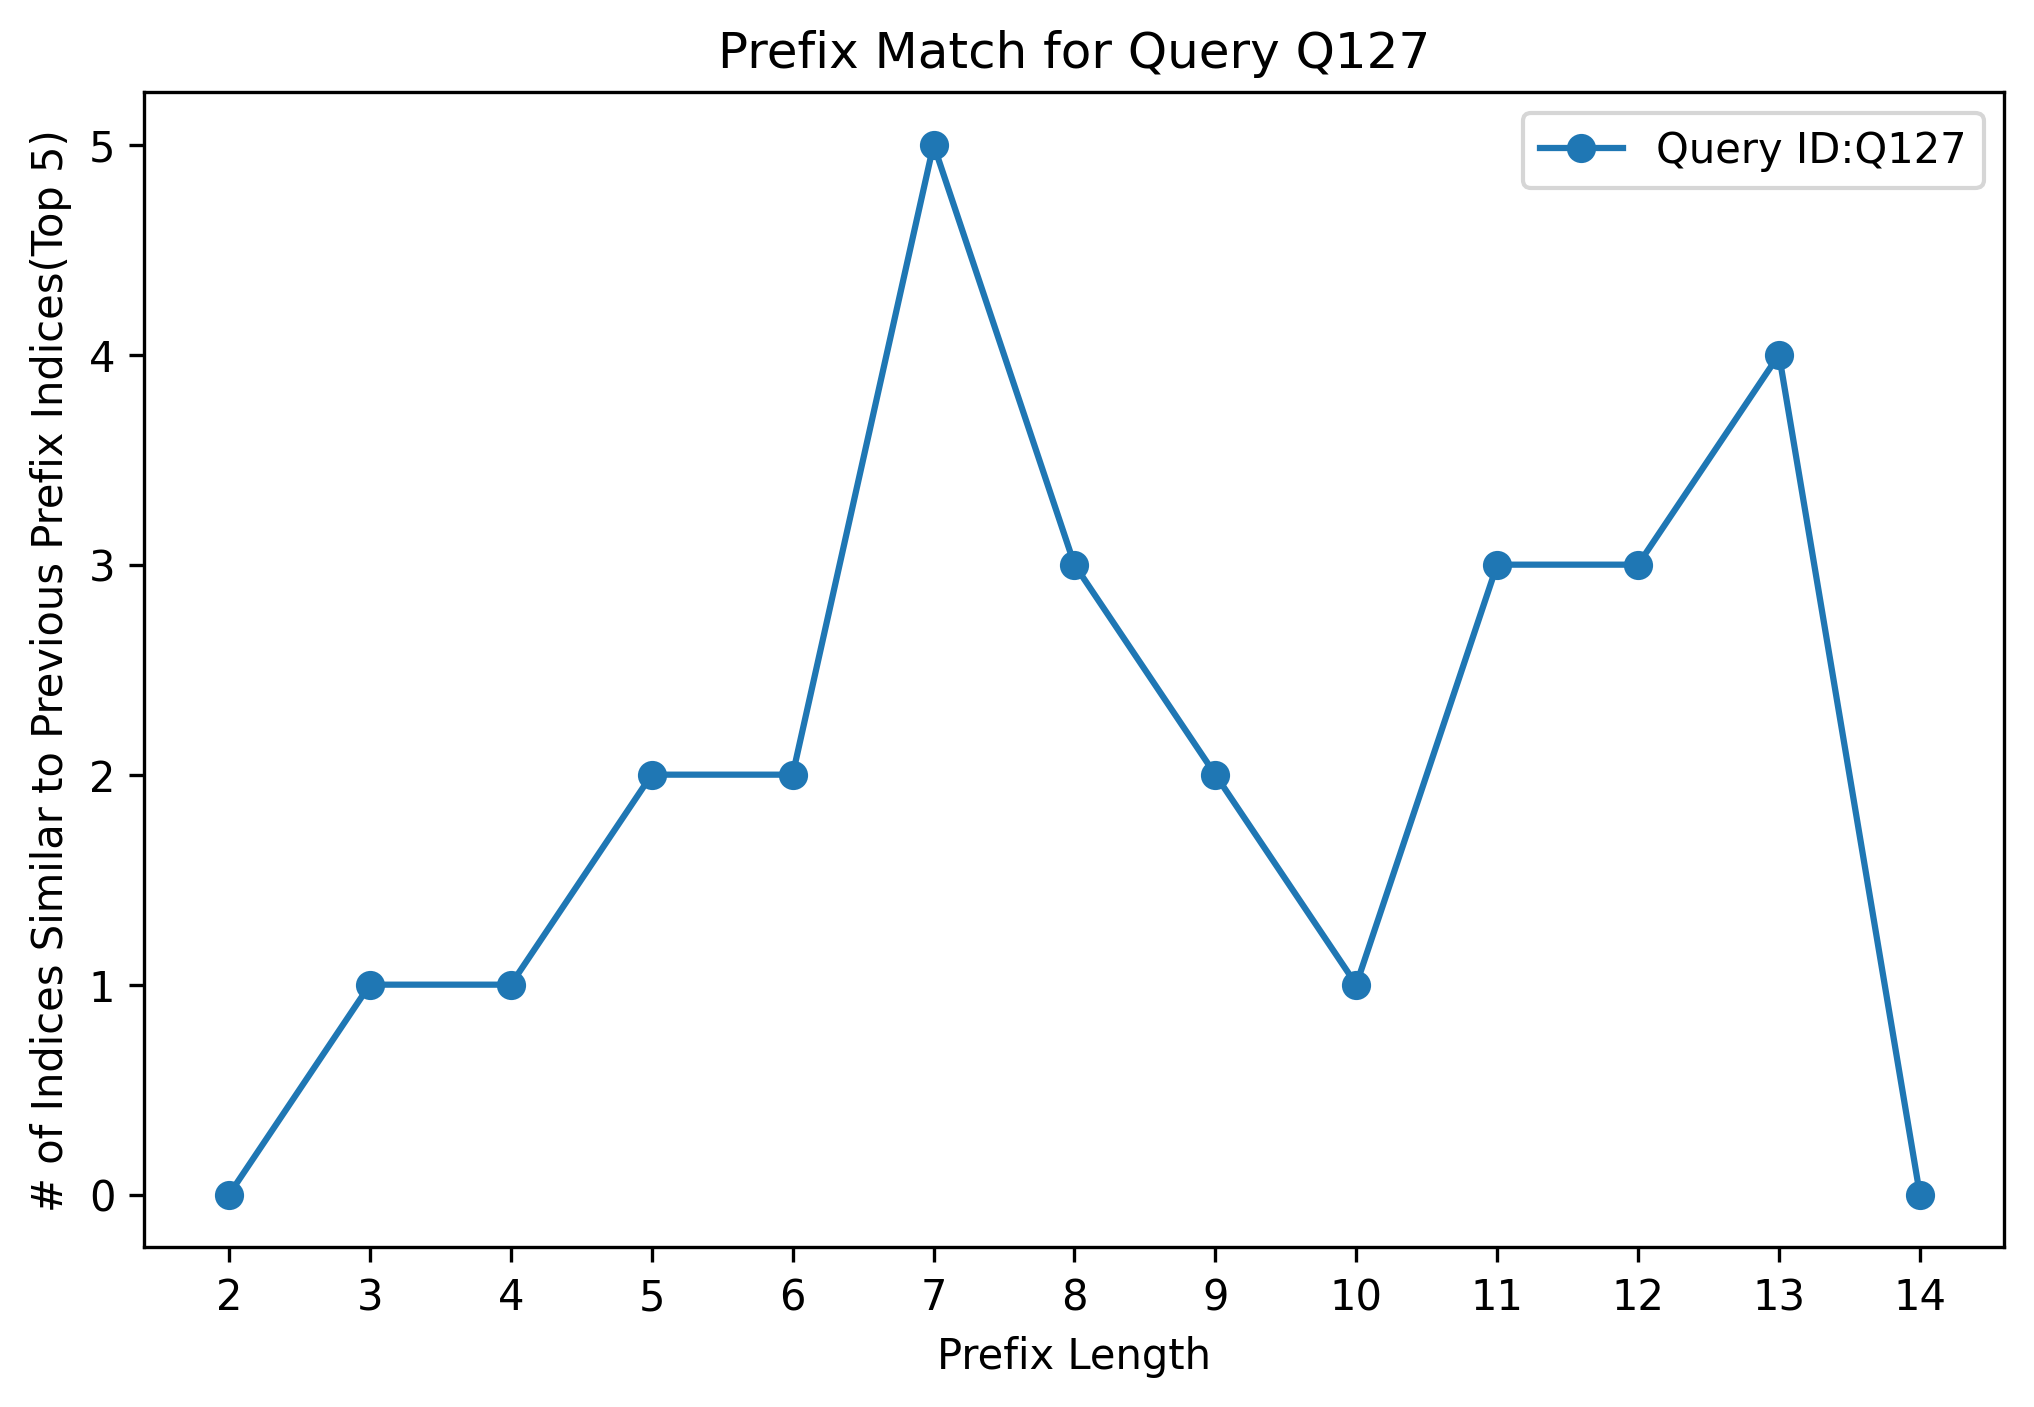 Prefix Match for Query Q127
Query ID:Q127
# of Indices Similar to Previous Prefix Indices(Top 5)
5
4
3
2
1
0
2 3 4 5 6 7 8 9 10 11 12 13 14
Prefix Length